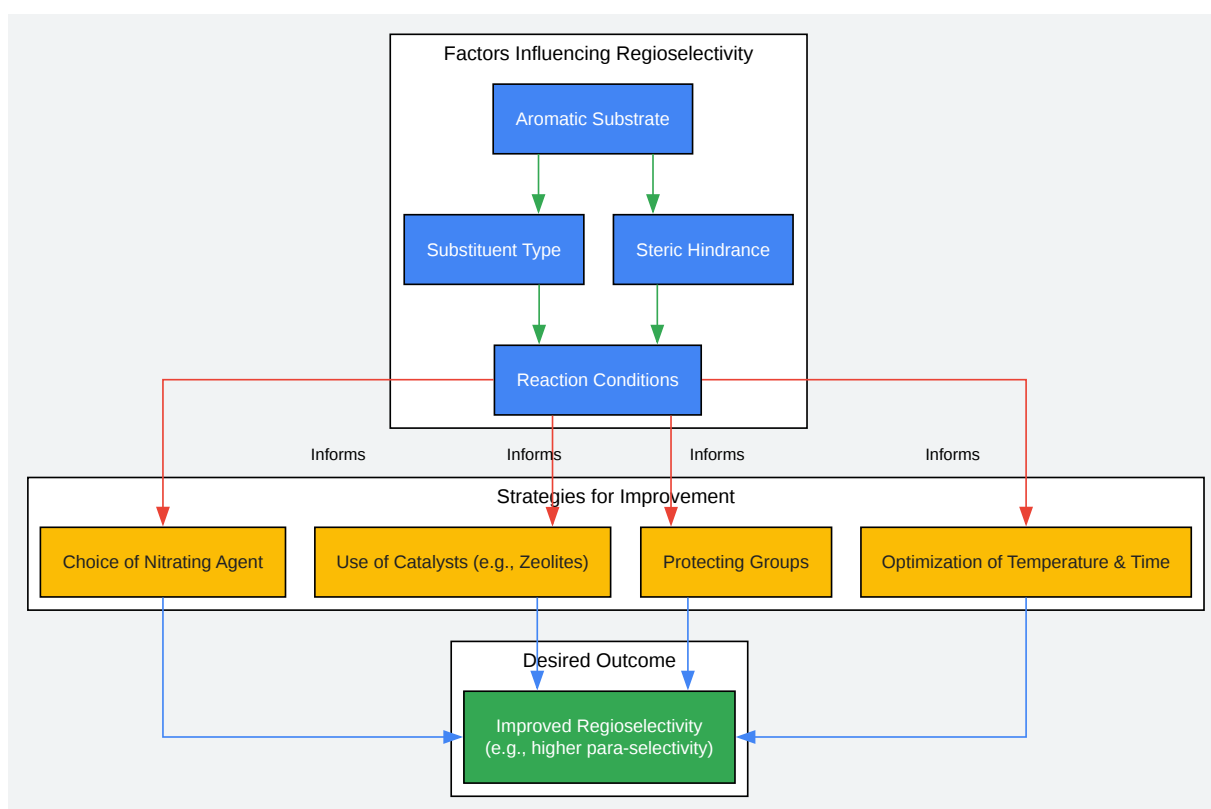 Factors Influencing Regioselectivity
Aromatic Substrate
Substituent Type
Steric Hindrance
Reaction Conditions
Informs
Informs
Informs
Informs
Strategies for Improvement
Choice of Nitrating Agent
Use of Catalysts (e.g., Zeolites)
Protecting Groups
Optimization of Temperature & Time
Desired Outcome
Improved Regioselectivity
(e.g., higher para-selectivity)